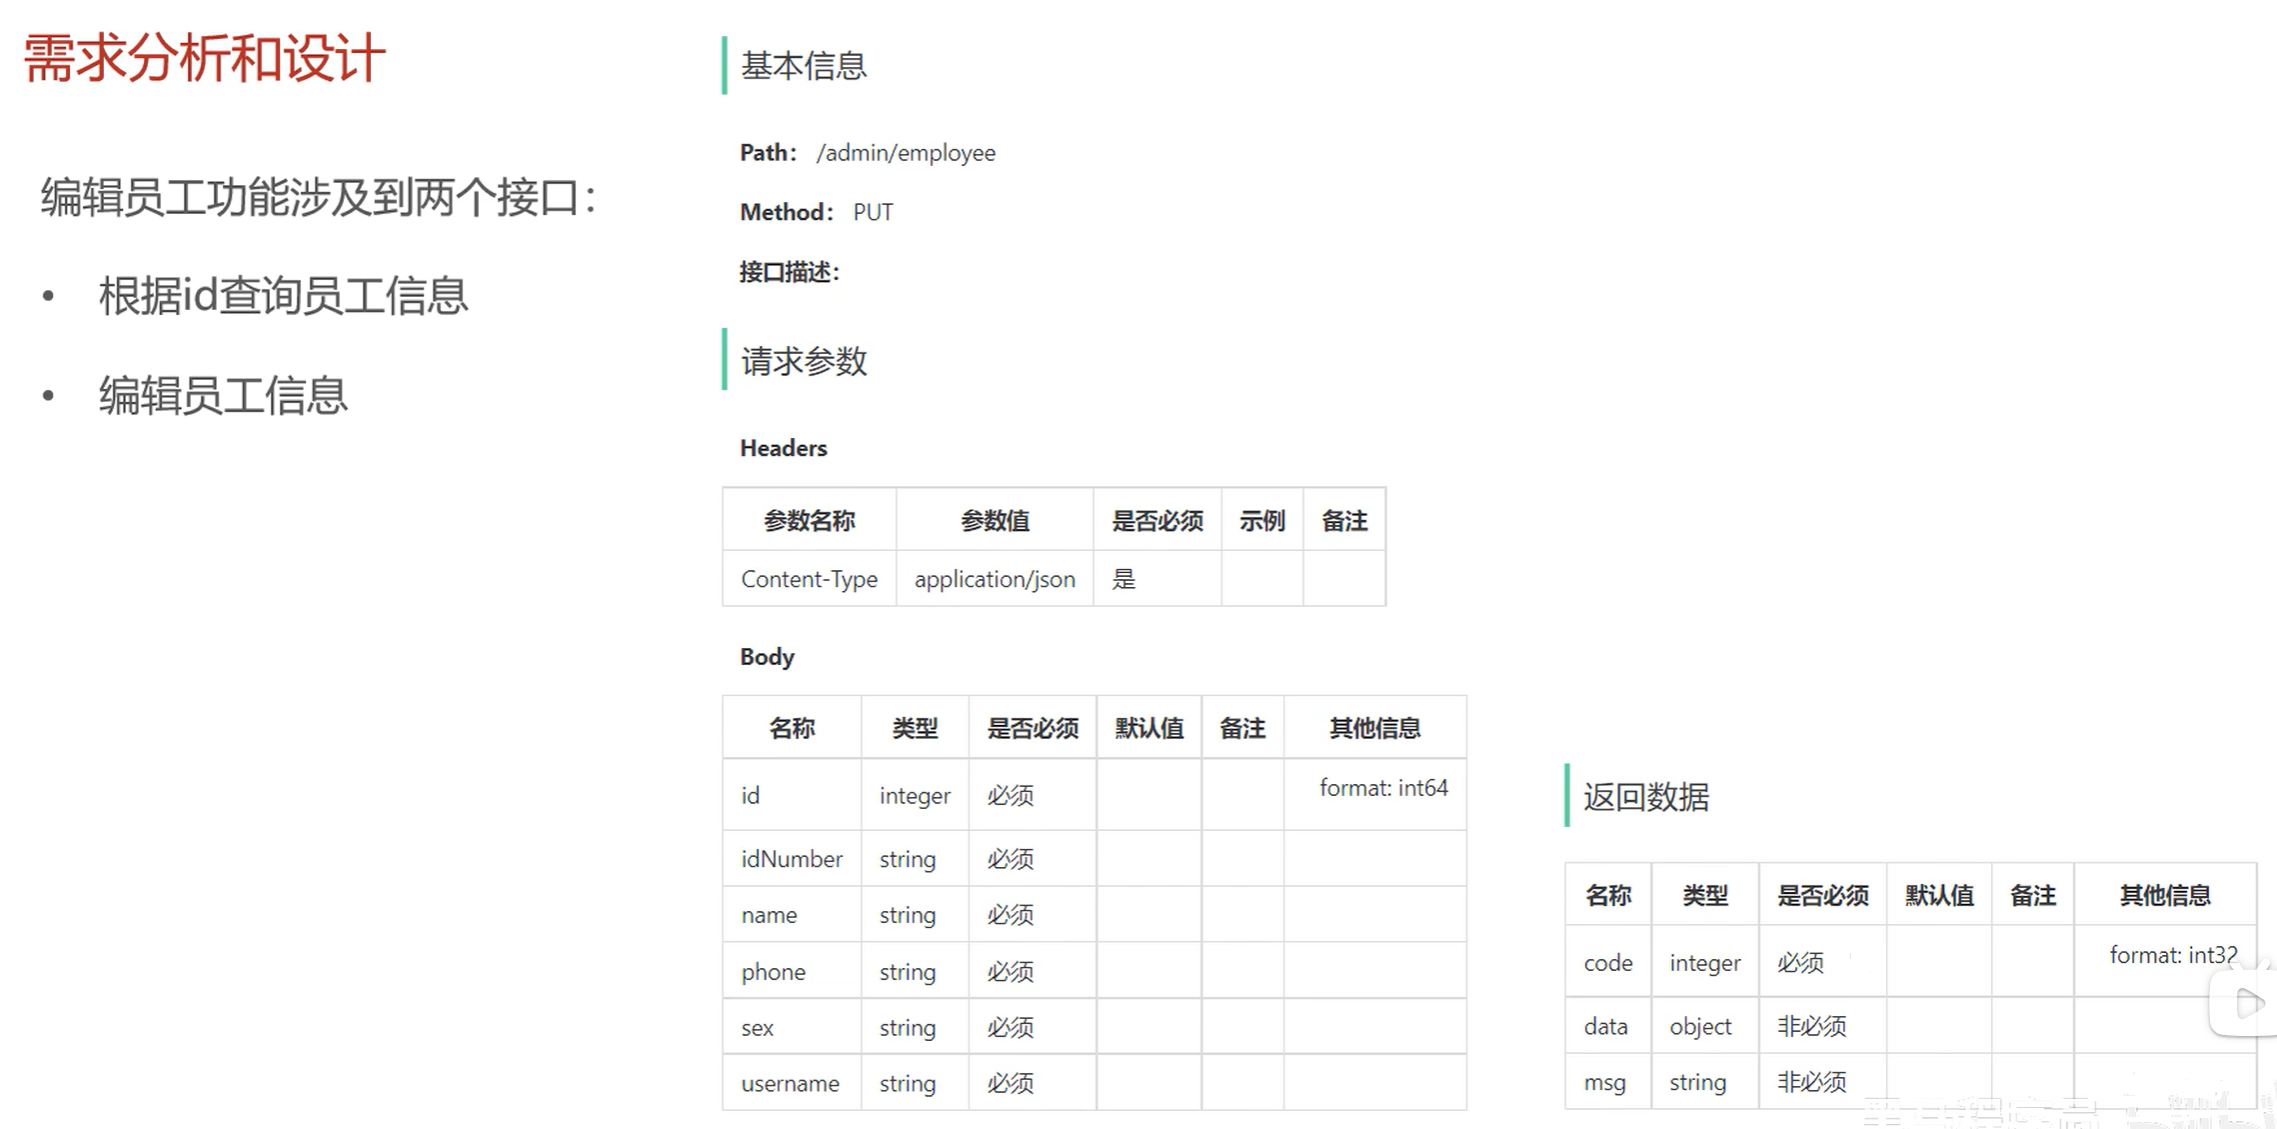 需求分析和设计
编辑员工功能涉及到两个接口：
• 根据id查询员工信息
• 编辑员工信息
基本信息
Path： /admin/employee
Method： PUT
接口描述：
请求参数
Headers
参数名称 参数值 是否必须 示例 备注
Content-Type application/json 是
Body
名称 类型 是否必须 默认值 备注 其他信息
id integer 必须 format: int64
idNumber string 必须
name string 必须
phone string 必须
sex string 必须
username string 必须
返回数据
名称 类型 是否必须 默认值 备注 其他信息
code integer 必须 format: int32
data object 非必须
msg string 非必须